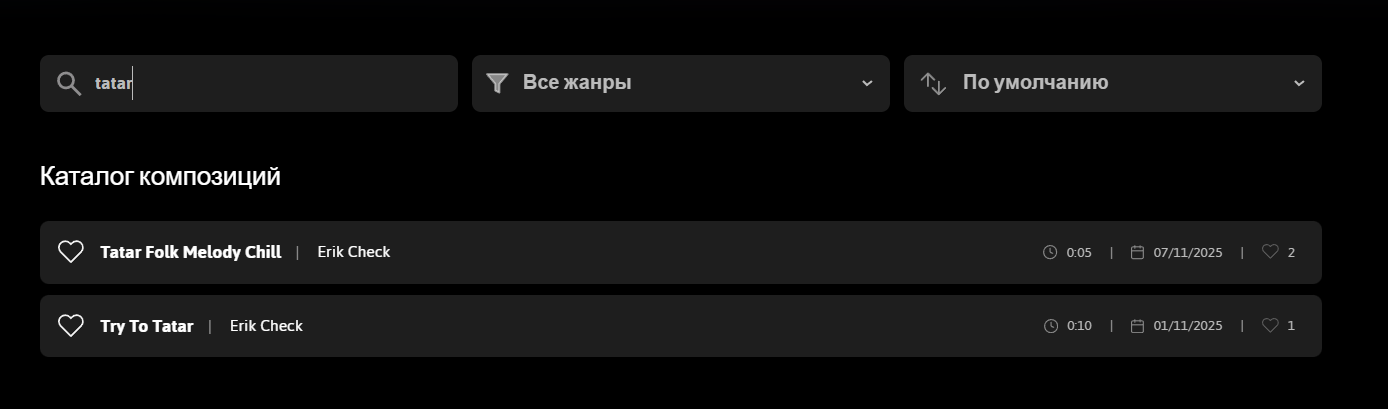 tatar Все жанры По умолчанию
Каталог композиций
Tatar Folk Melody Chill | Erik Check 0:05 | 07/11/2025 | 2
Try To Tatar | Erik Check 0:10 | 01/11/2025 | 1